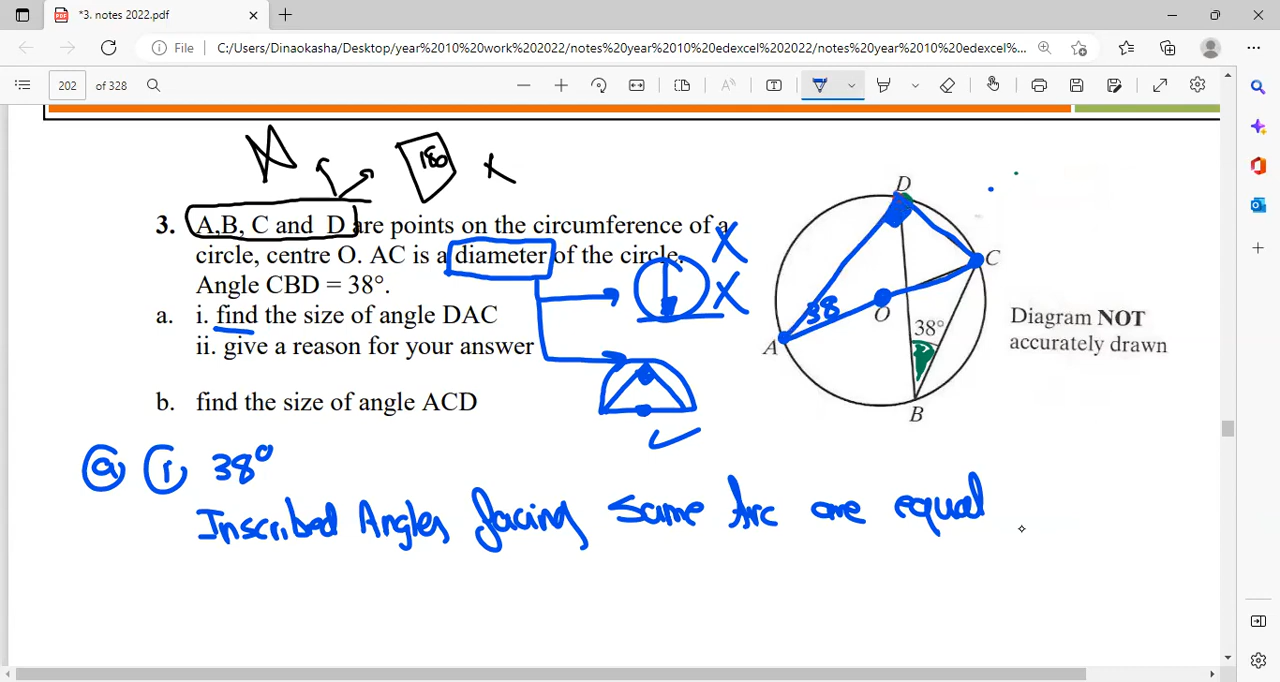 *3. notes 2022.pdf
File
C:/Users/Dinaokasha/Desktop/year%2010%20work%202022/notes%20year%2010%20edexcel%202022/notes%20year%2010%20edexcel%2...
202 of 328
180
3. A,B, C and D are points on the circumference of a
circle, centre O. AC is a diameter of the circle.
Angle CBD = 38°.
a. i. find the size of angle DAC
ii. give a reason for your answer
b. find the size of angle ACD
D
C
O
A
B
38
38°
Diagram NOT
accurately drawn
a i 38°
Inscribed Angles facing same Arc are equal